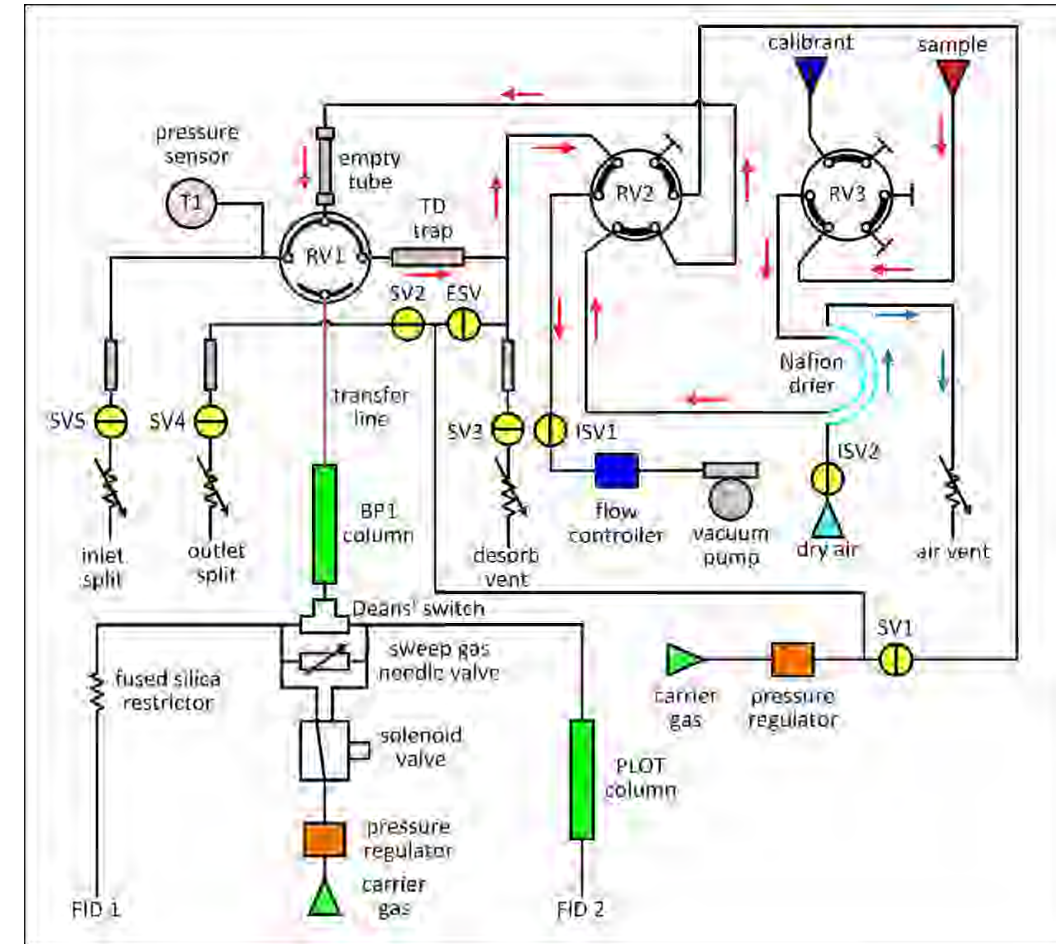 calibrant
sample
pressure
sensor
T1
empty
tube
TD
trap
RV1
RV2
RV3
SV2
ESV
Nafion
drier
transfer
line
SV5
SV4
SV3
ISV1
ISV2
BP1
column
flow
controller
vacuum
pump
dry air
air vent
inlet
split
outlet
split
desorb
vent
Deans' switch
sweep gas
needle valve
SV1
fused silica
restrictor
carrier
gas
pressure
regulator
solenoid
valve
PLOT
column
pressure
regulator
carrier
gas
FID 1
FID 2